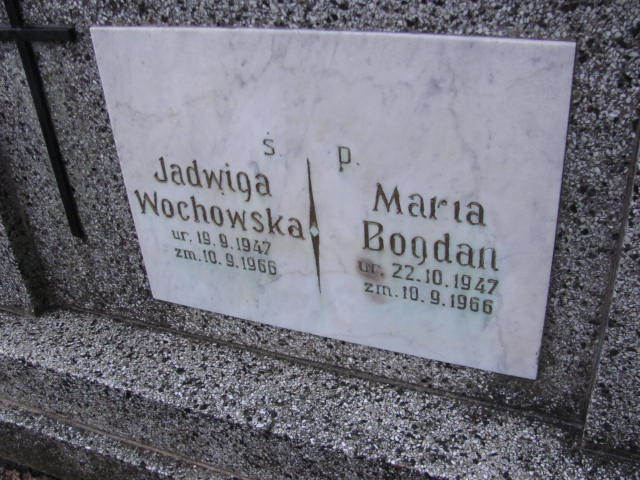 ś. p.
Jadwiga
Wochowska
ur. 19.9.1947
zm. 10.9.1966
Maria
Bogdan
ur. 22.10.1947
zm. 10.9.1966